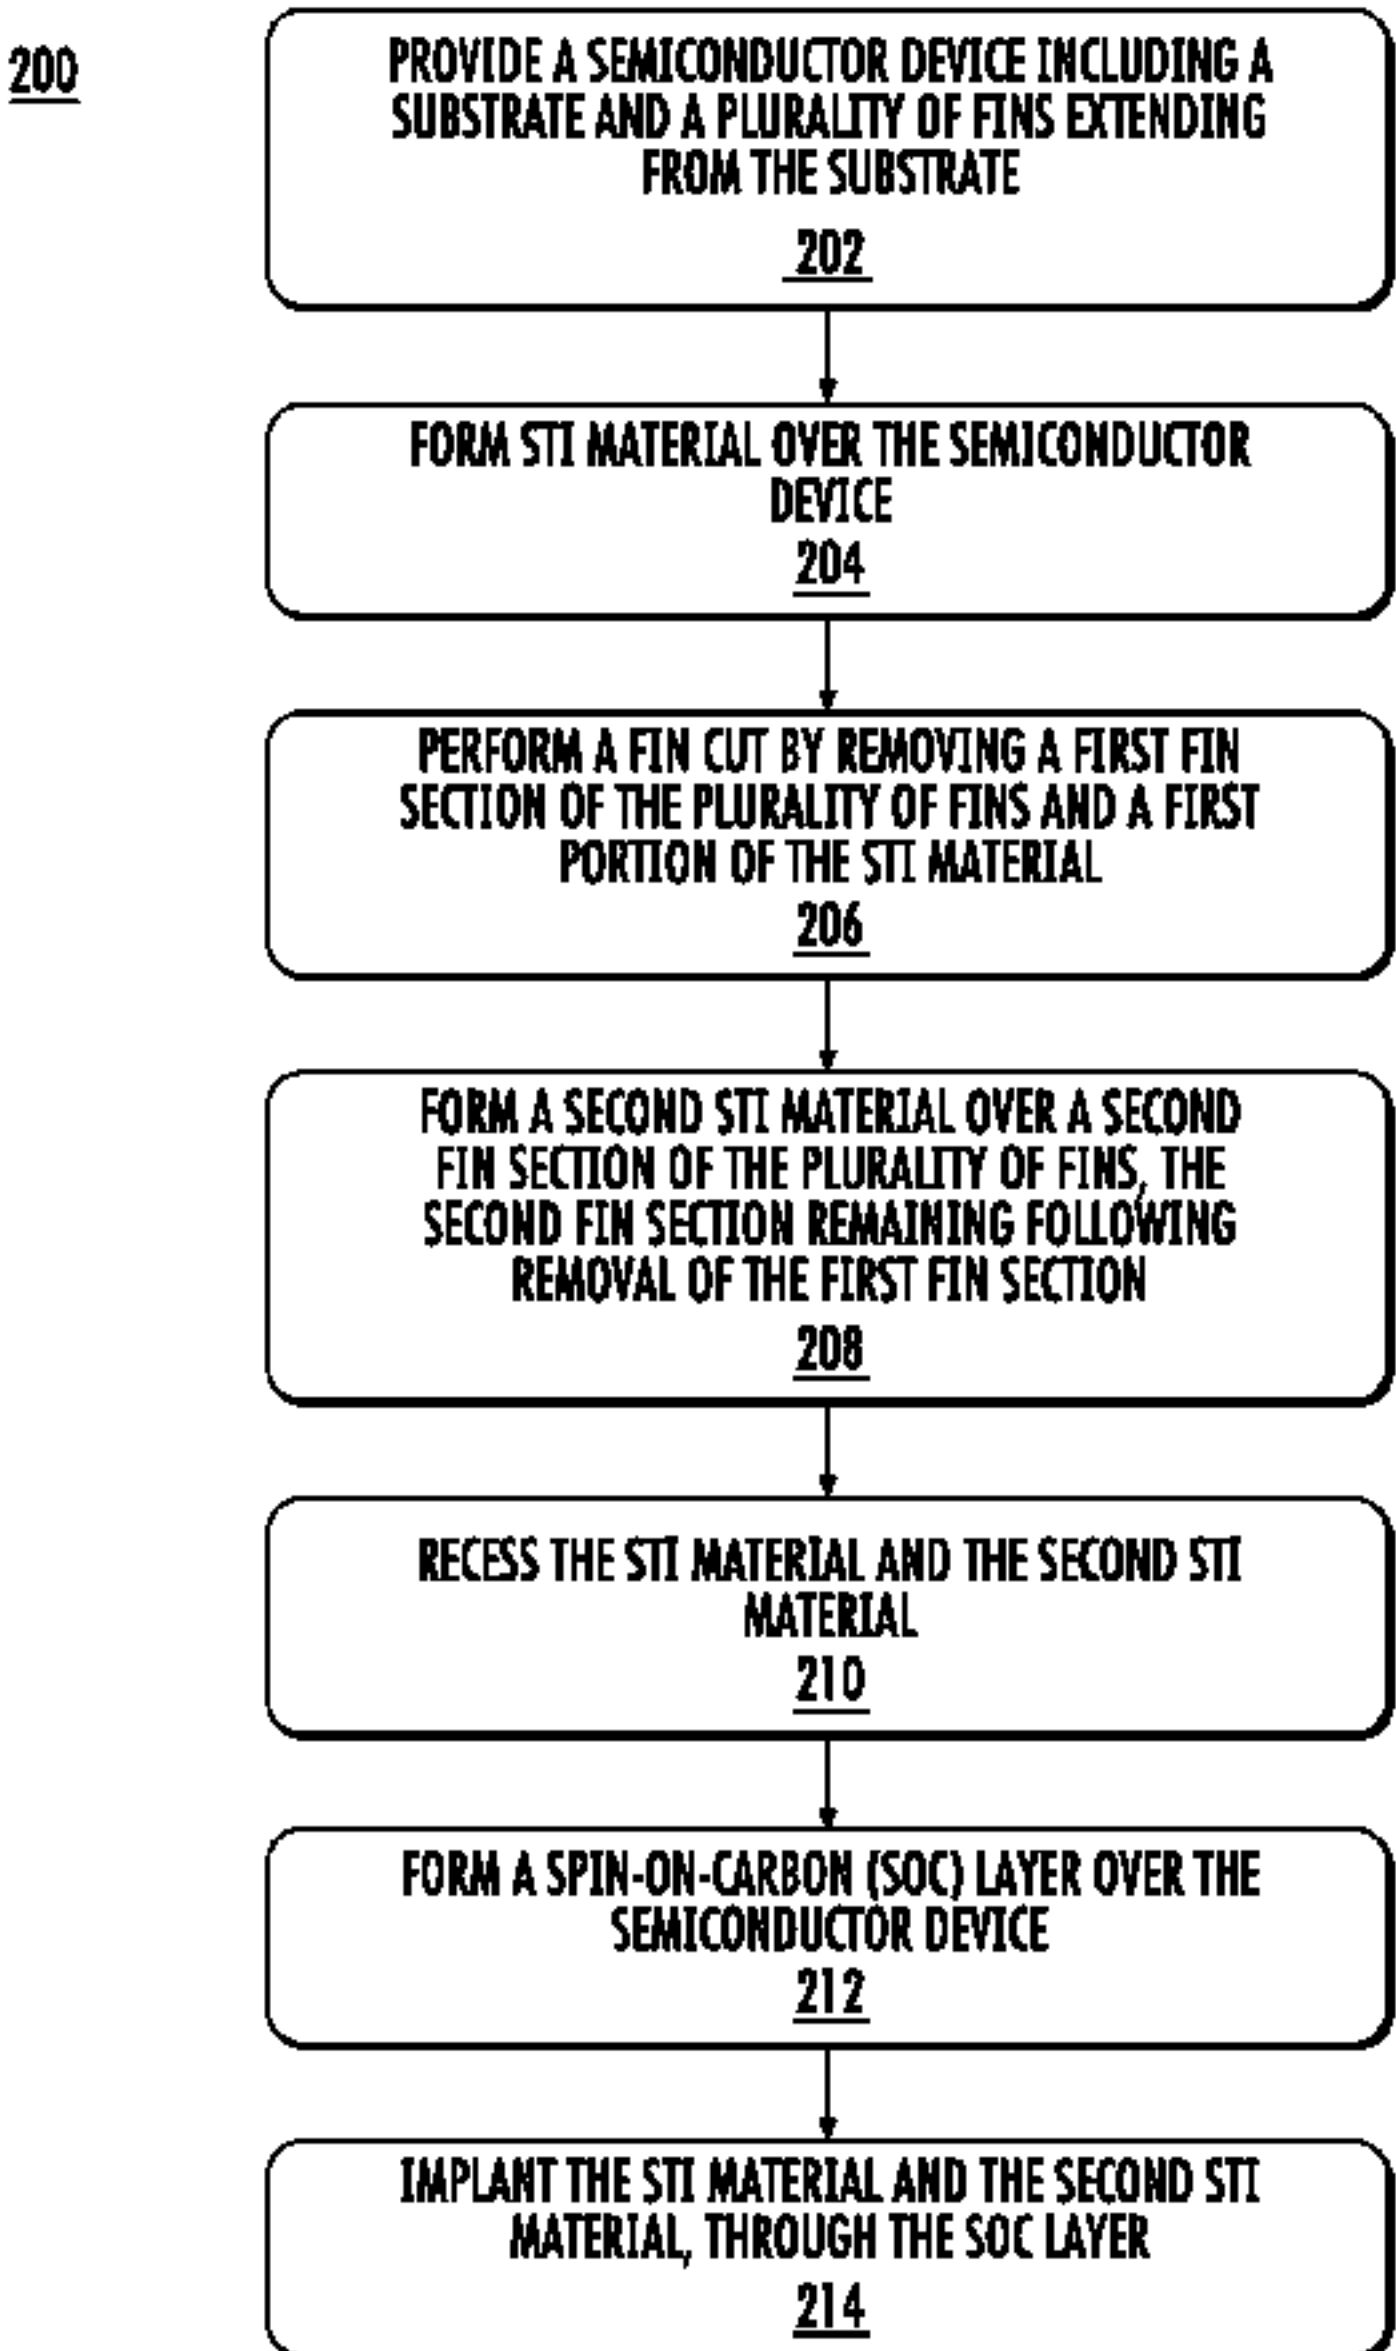 200
PROVIDE A SEMICONDUCTOR DEVICE INCLUDING A
SUBSTRATE AND A PLURALITY OF FINS EXTENDING
FROM THE SUBSTRATE
202
FORM STI MATERIAL OVER THE SEMICONDUCTOR
DEVICE
204
PERFORM A FIN CUT BY REMOVING A FIRST FIN
SECTION OF THE PLURALITY OF FINS AND A FIRST
PORTION OF THE STI MATERIAL
206
FORM A SECOND STI MATERIAL OVER A SECOND
FIN SECTION OF THE PLURALITY OF FINS, THE
SECOND FIN SECTION REMAINING FOLLOWING
REMOVAL OF THE FIRST FIN SECTION
208
RECESS THE STI MATERIAL AND THE SECOND STI
MATERIAL
210
FORM A SPIN-ON-CARBON (SOC) LAYER OVER THE
SEMICONDUCTOR DEVICE
212
IMPLANT THE STI MATERIAL AND THE SECOND STI
MATERIAL, THROUGH THE SOC LAYER
214